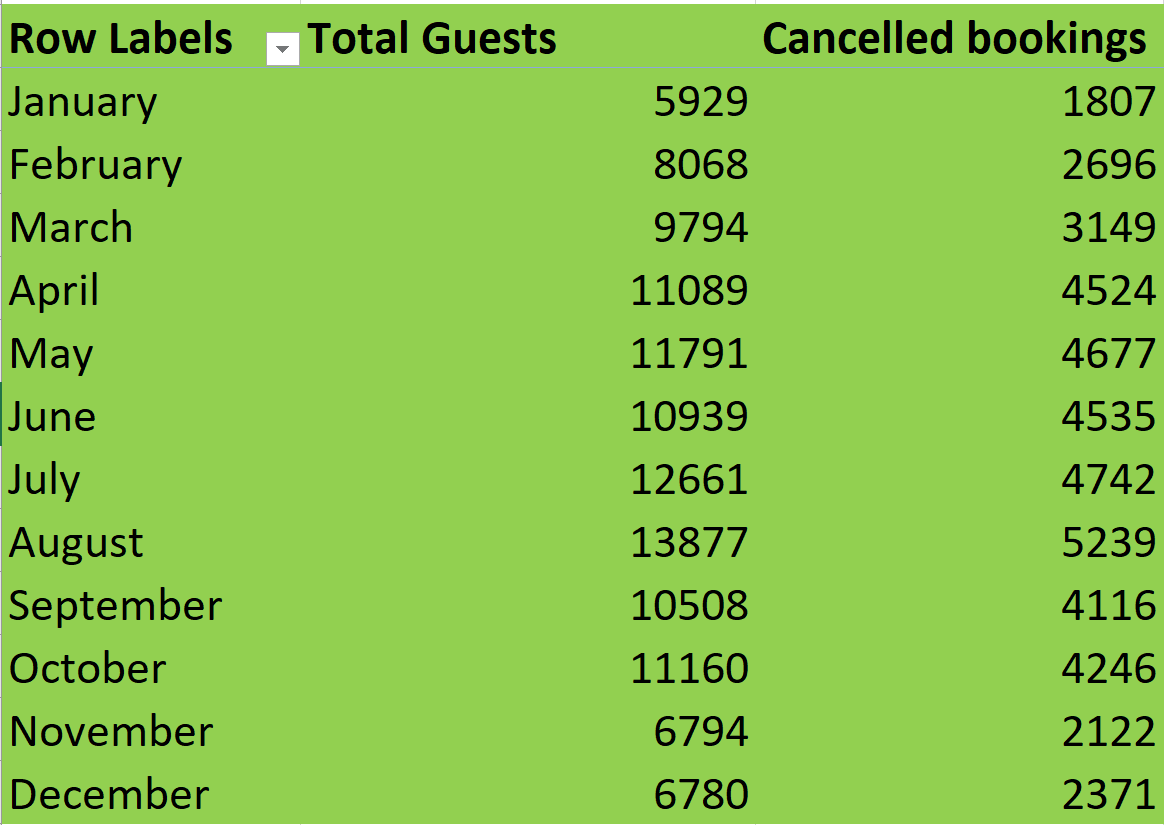 Row Labels Total Guests Cancelled bookings
January 5929 1807
February 8068 2696
March 9794 3149
April 11089 4524
May 11791 4677
June 10939 4535
July 12661 4742
August 13877 5239
September 10508 4116
October 11160 4246
November 6794 2122
December 6780 2371